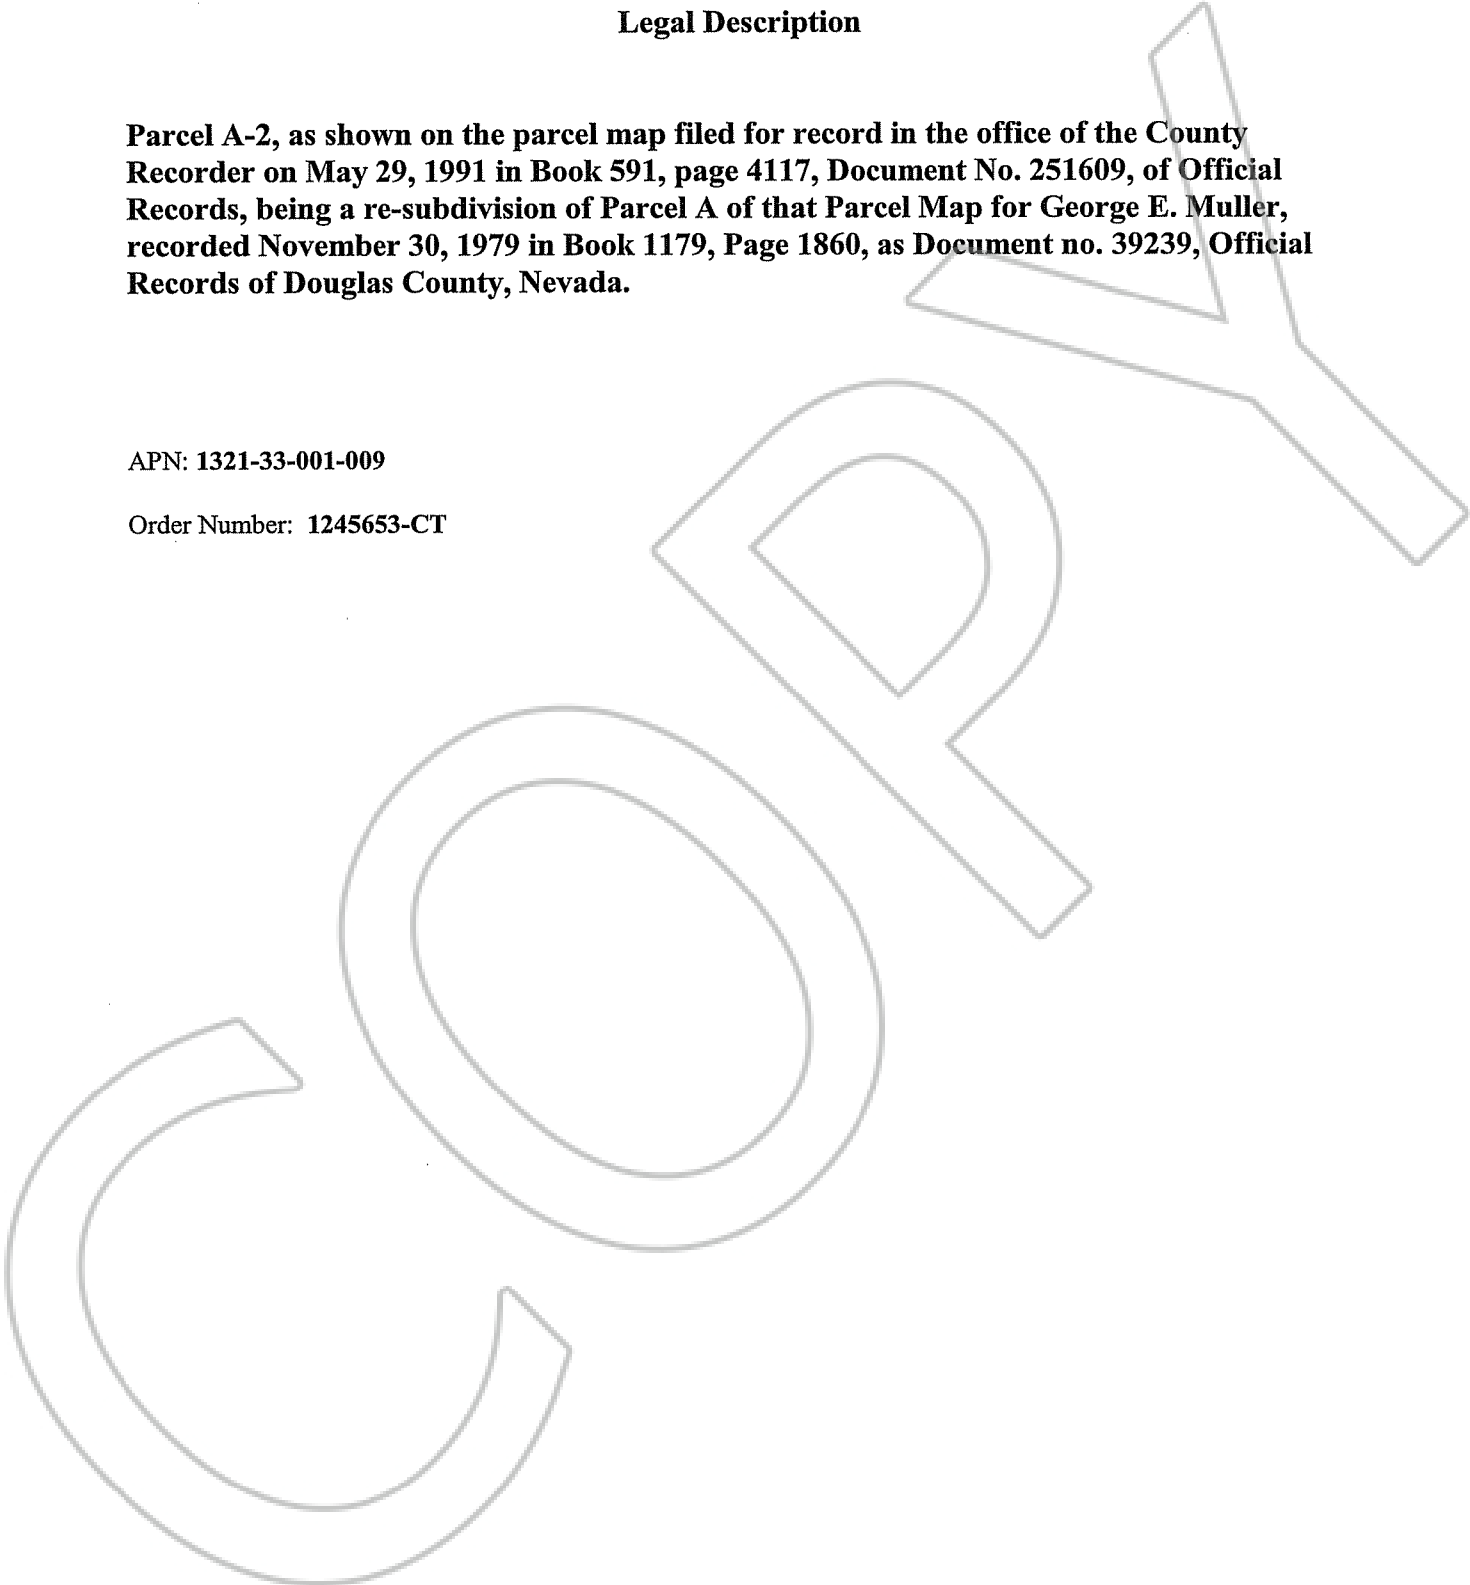 Legal Description
Parcel A-2, as shown on the parcel map filed for record in the office of the County
Recorder on May 29, 1991 in Book 591, page 4117, Document No. 251609, of Official
Records, being a re-subdivision of Parcel A of that Parcel Map for George E. Muller,
recorded November 30, 1979 in Book 1179, Page 1860, as Document no. 39239, Official
Records of Douglas County, Nevada.
APN: 1321-33-001-009
Order Number: 1245653-CT
COPY